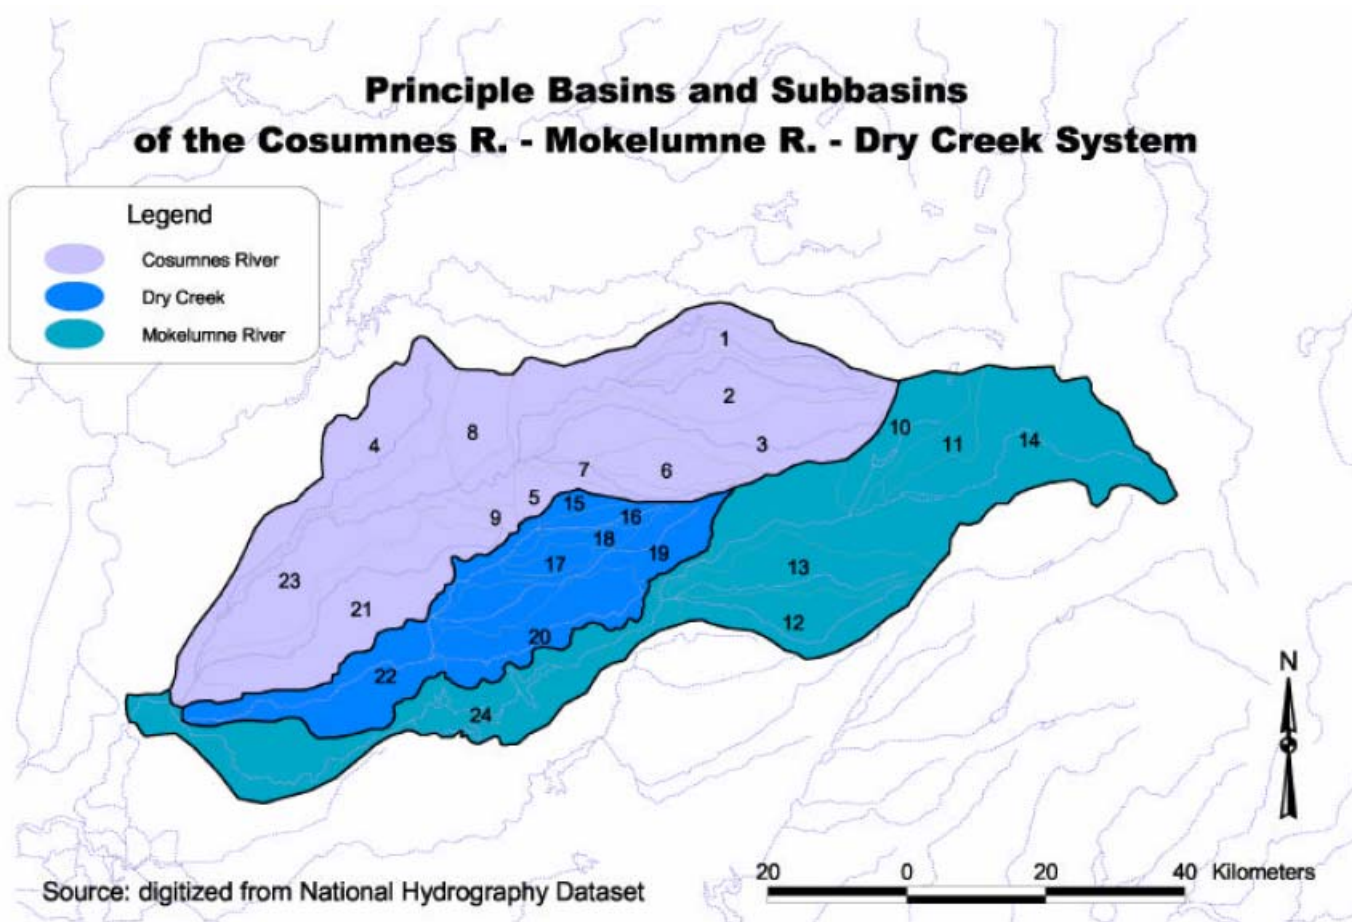 Principle Basins and Subbasins
of the Cosumnes R. - Mokelumne R. - Dry Creek System
Legend
Cosumnes River
Dry Creek
Mokelumne River
1
2
3
4
8
10
11
14
7
6
5
9
15
16
18
17
19
13
12
23
21
20
22
24
N
20 0 20 40 Kilometers
Source: digitized from National Hydrography Dataset